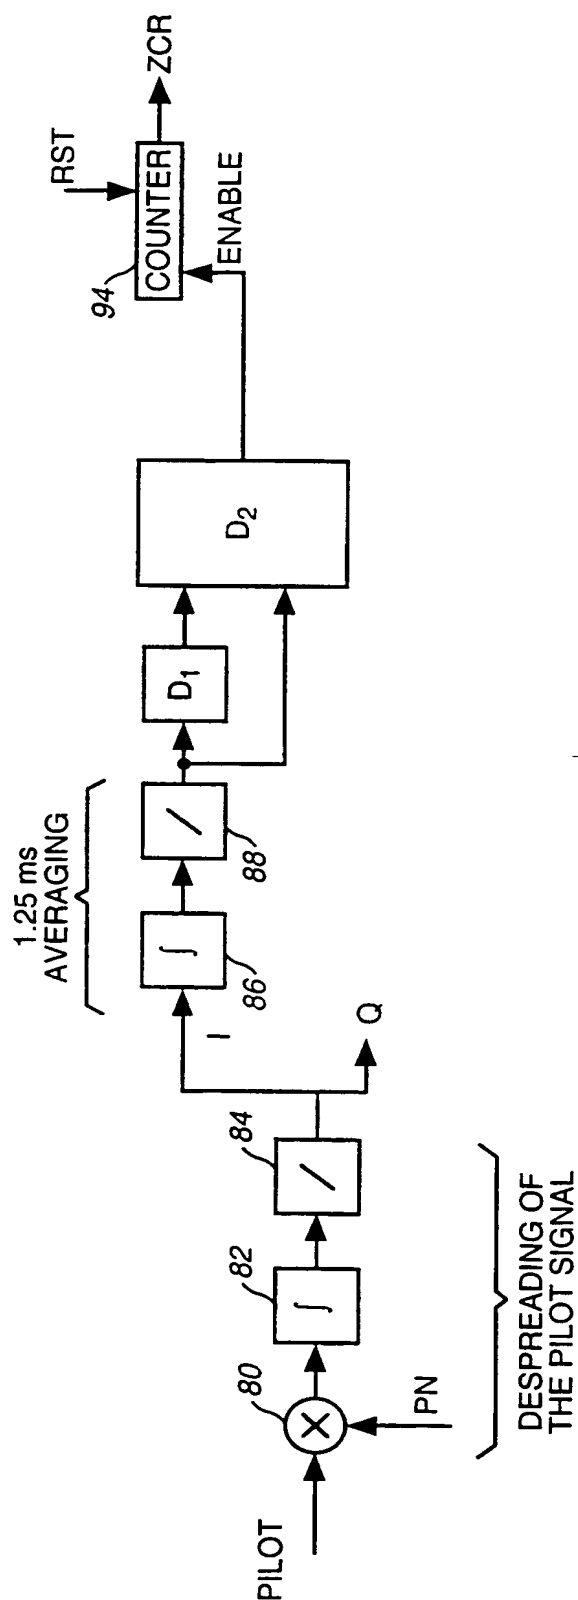 PILOT
80
PN
82
84
DESPREADING OF
THE PILOT SIGNAL
I
Q
1.25 ms
AVERAGING
∫
/
∫
/
86
88
D1
D2
ENABLE
94
COUNTER
RST
ZCR